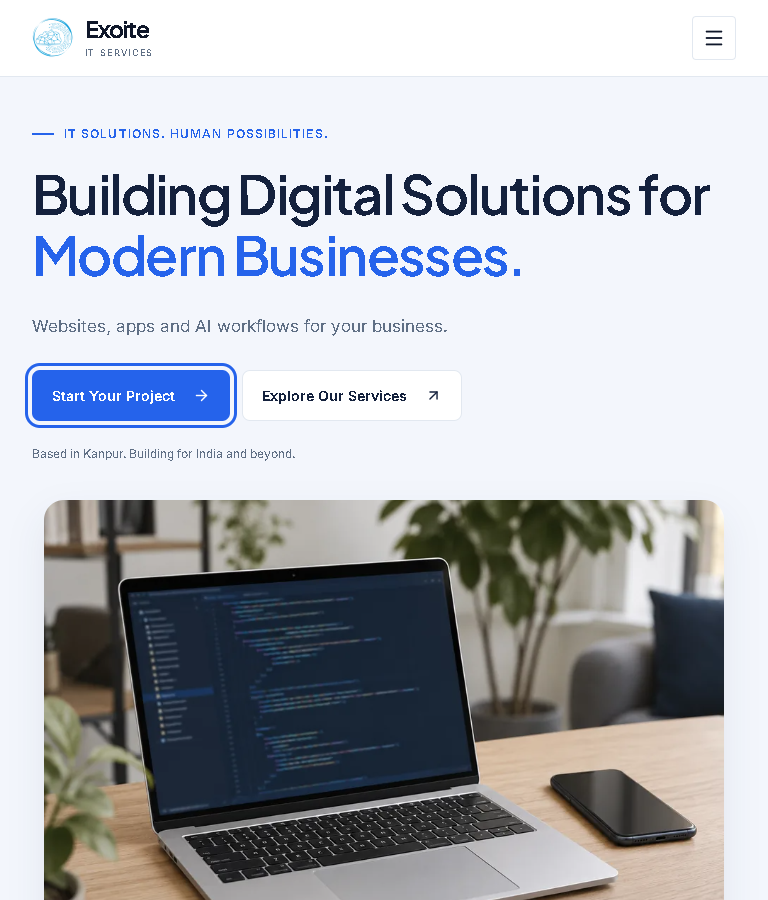 Exoite
IT SERVICES
IT SOLUTIONS. HUMAN POSSIBILITIES.
Building Digital Solutions for
Modern Businesses.
Websites, apps and AI workflows for your business.
Start Your Project
Explore Our Services
Based in Kanpur. Building for India and beyond.